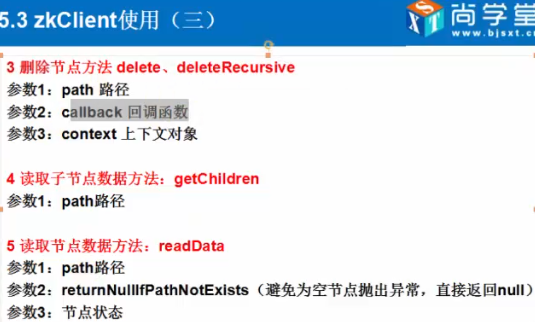 5.3 zkClient使用（三）
尚学堂
www.bjsxt.com
3 删除节点方法 delete、deleteRecursive
参数1：path 路径
参数2：callback 回调函数
参数3：context 上下文对象
4 读取子节点数据方法：getChildren
参数1：path路径
5 读取节点数据方法：readData
参数1：path路径
参数2：returnNullIfPathNotExists（避免为空节点抛出异常，直接返回null）
参数3：节点状态